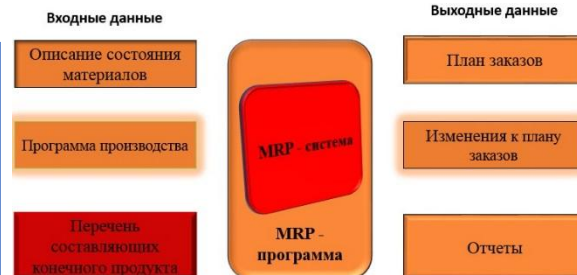 Входные данные
Описание состояния
материалов
Программа производства
Перечень
составляющих
конечного продукта
MRP - система
MRP -
программа
Выходные данные
План заказов
Изменения к плану
заказов
Отчеты